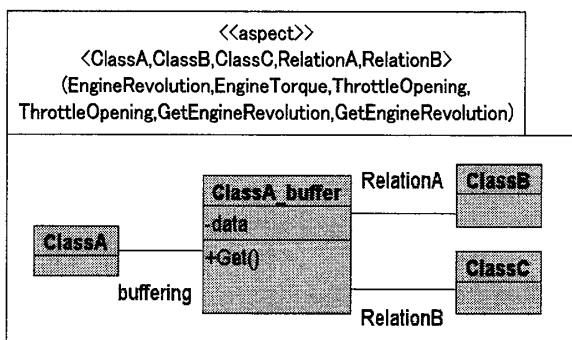 <<aspect>>
<ClassA,ClassB,ClassC,RelationA,RelationB>
(EngineRevolution,EngineTorque,ThrottleOpening,
ThrottleOpening,GetEngineRevolution,GetEngineRevolution)
ClassA
buffering
ClassA_buffer
-data
+Get()
RelationA
ClassB
ClassC
RelationB